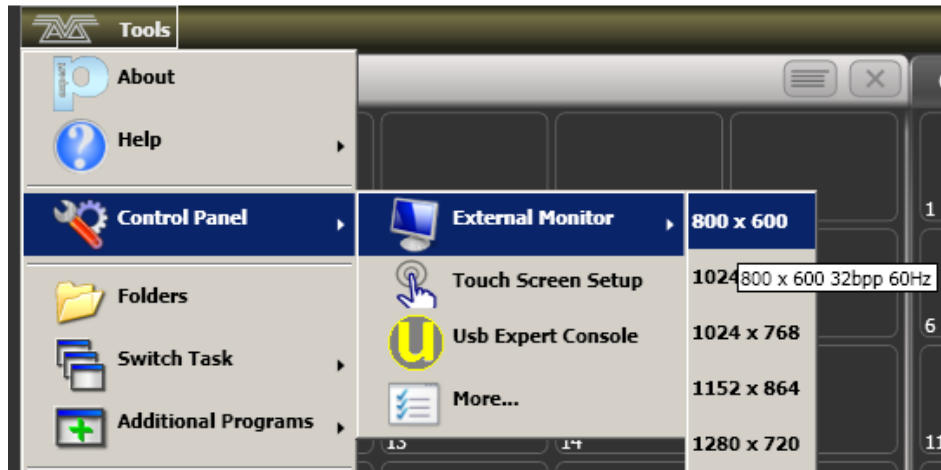 Tools
About
Help
Control Panel
Folders
Switch Task
Additional Programs
External Monitor
Touch Screen Setup
Usb Expert Console
More...
800 x 600
1024
800 x 600 32bpp 60Hz
1024 x 768
1152 x 864
1280 x 720
1
6
11
13
14